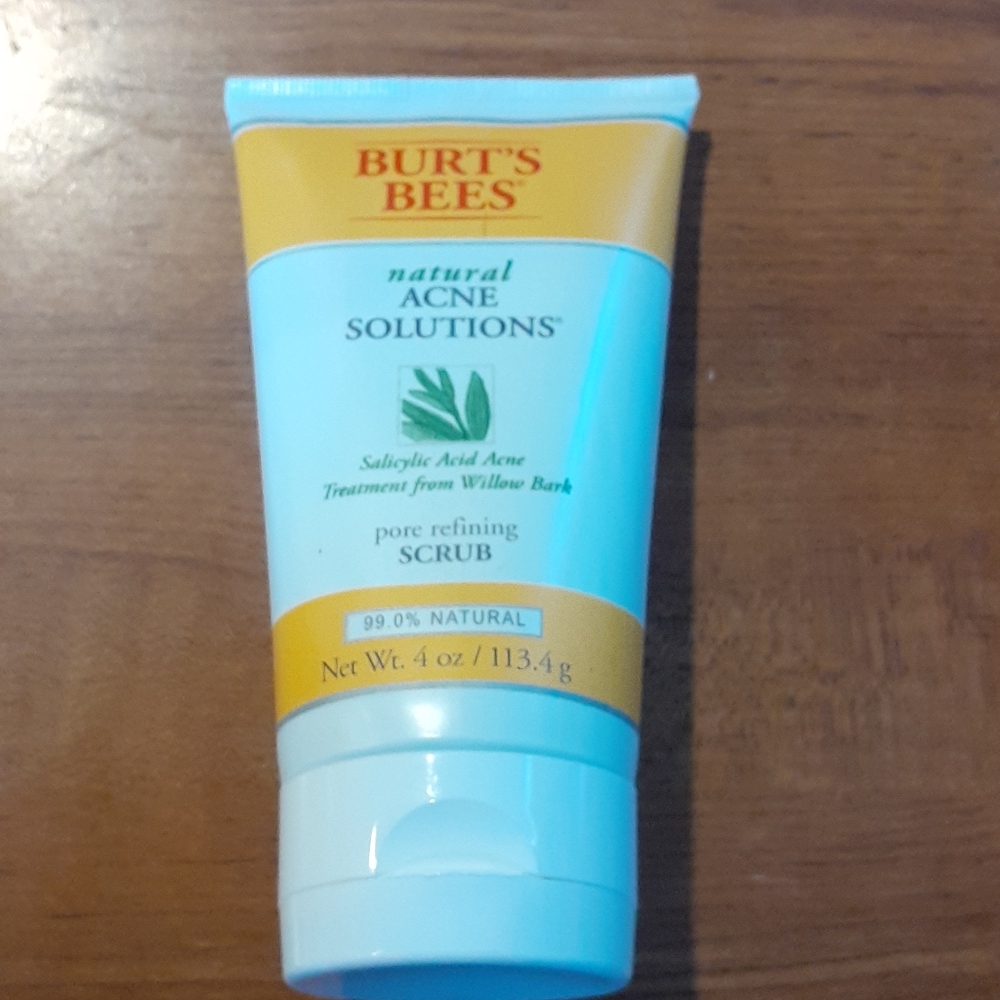 BURT'S
BEES®
natural
ACNE
SOLUTIONS®
Salicylic Acid Acne
Treatment from Willow Bark
pore refining
SCRUB
99.0% NATURAL
Net Wt. 4 oz / 113.4 g